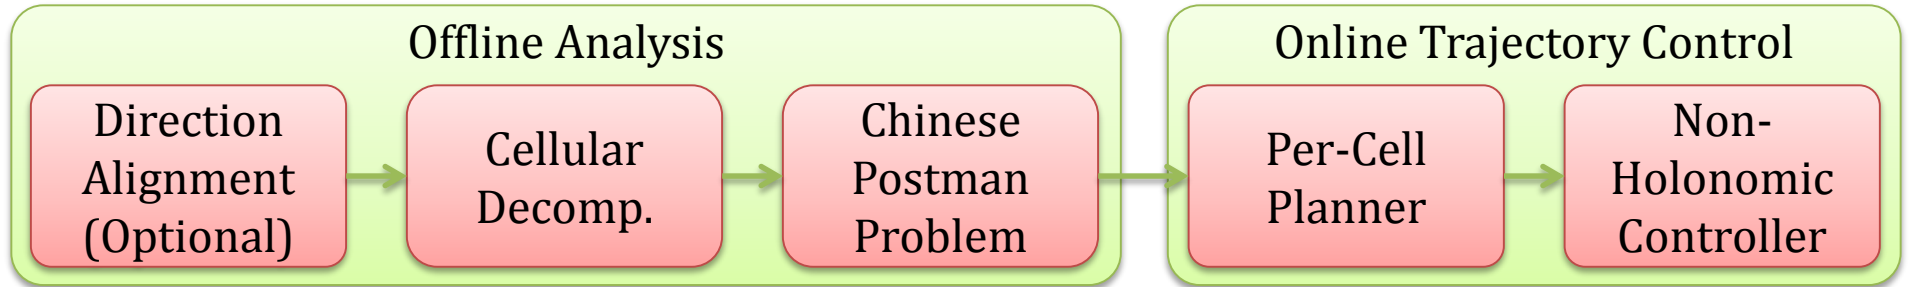 Offline Analysis
Direction
Alignment
(Optional)
Cellular
Decomp.
Chinese
Postman
Problem
Online Trajectory Control
Per-Cell
Planner
Non-
Holonomic
Controller